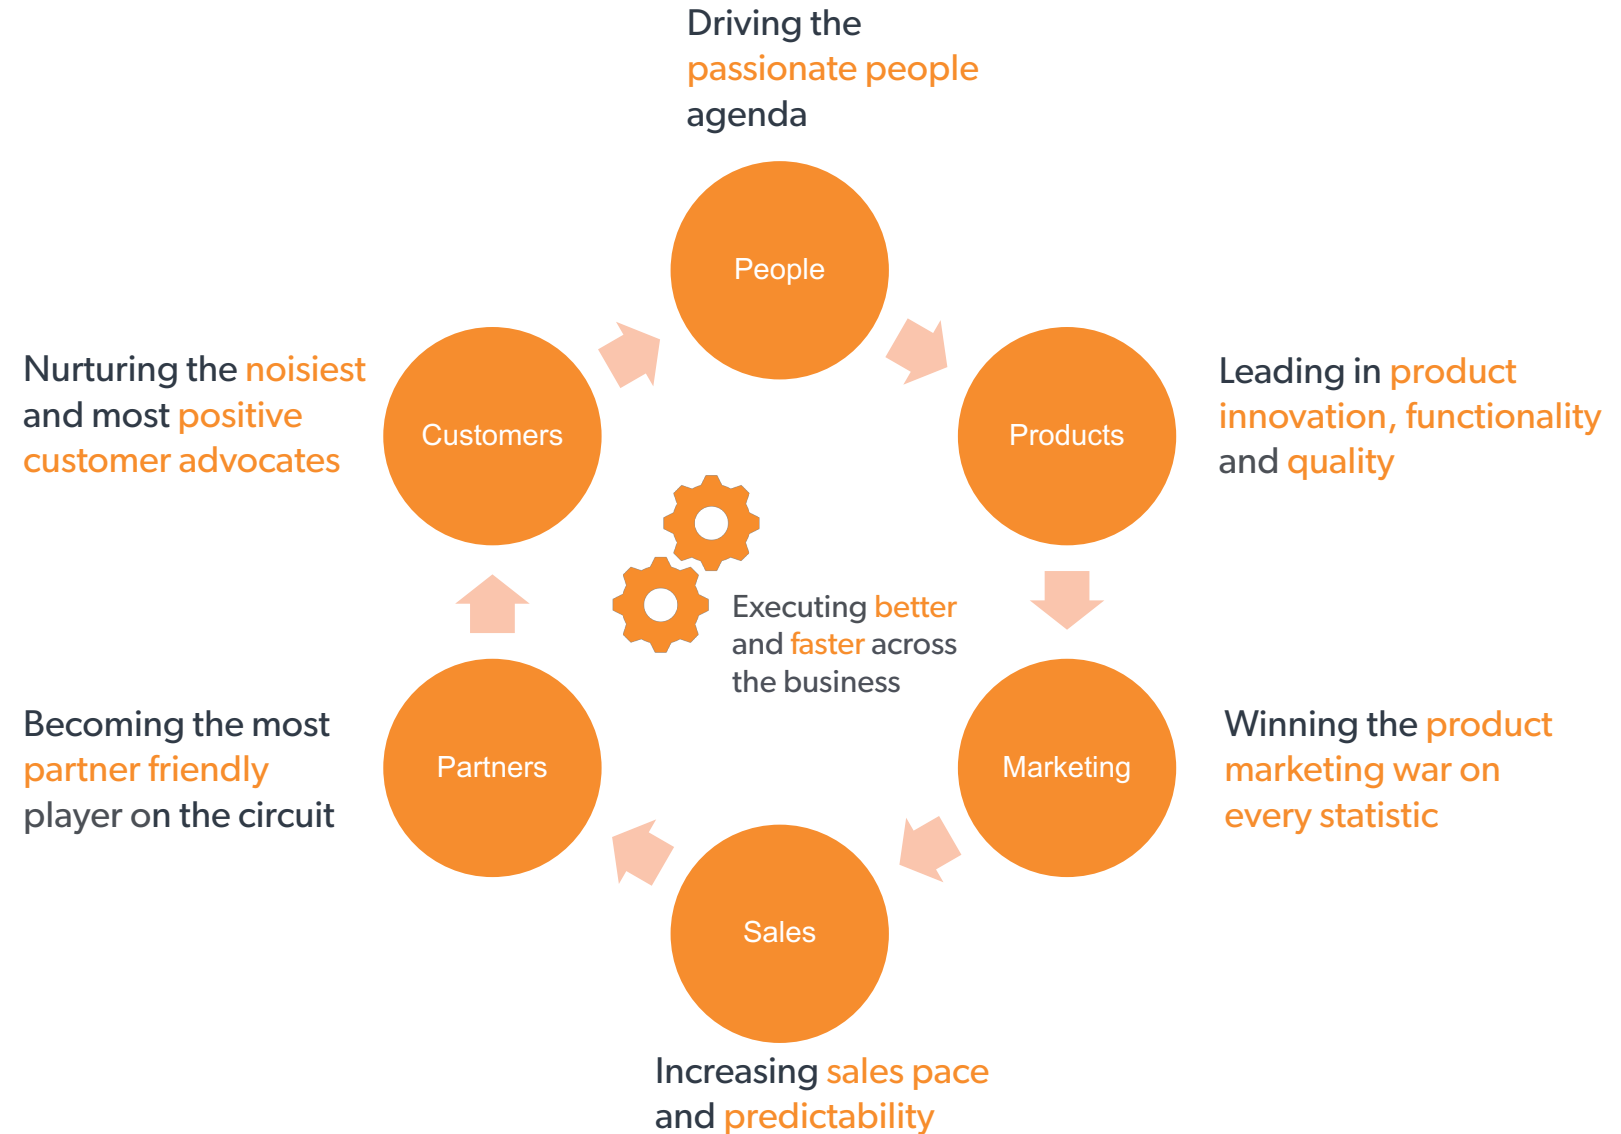 Driving the
passionate people
agenda
People
Customers
Products
Nurturing the noisiest
and most positive
customer advocates
Leading in product
innovation, functionality
and quality
Executing better
and faster across
the business
Partners
Marketing
Becoming the most
partner friendly
player on the circuit
Winning the product
marketing war on
every statistic
Sales
Increasing sales pace
and predictability